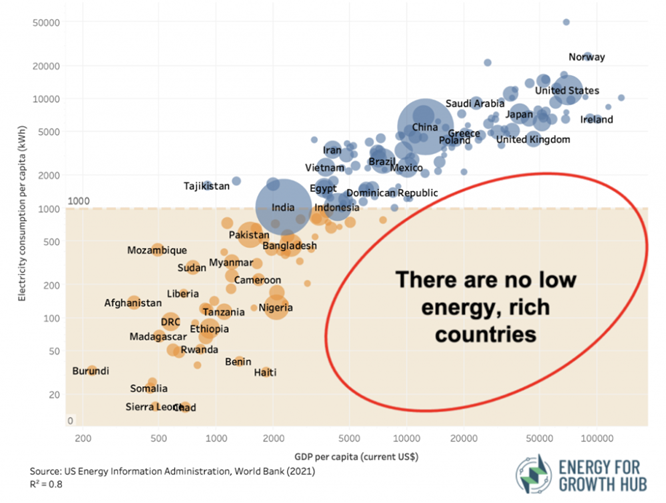 Electricity consumption per capita (kWh)
50000
20000
10000
5000
2000
1000
500
200
100
50
20
0
1000
Norway
United States
Saudi Arabia
Japan
Ireland
China
Greece
Poland
United Kingdom
Iran
Brazil
Mexico
Vietnam
Tajikistan
Egypt
Dominican Republic
India
Indonesia
Pakistan
Bangladesh
Mozambique
Myanmar
Sudan
Cameroon
Liberia
Afghanistan
Tanzania
Nigeria
DRC
Ethiopia
Madagascar
Rwanda
Benin
Burundi
Haiti
Somalia
Sierra Leone
Chad
There are no low
energy, rich
countries
200 500 1000 2000 5000 10000 20000 50000 100000
GDP per capita (current US$)
Source: US Energy Information Administration, World Bank (2021)
R² = 0.8
ENERGY FOR
GROWTH HUB